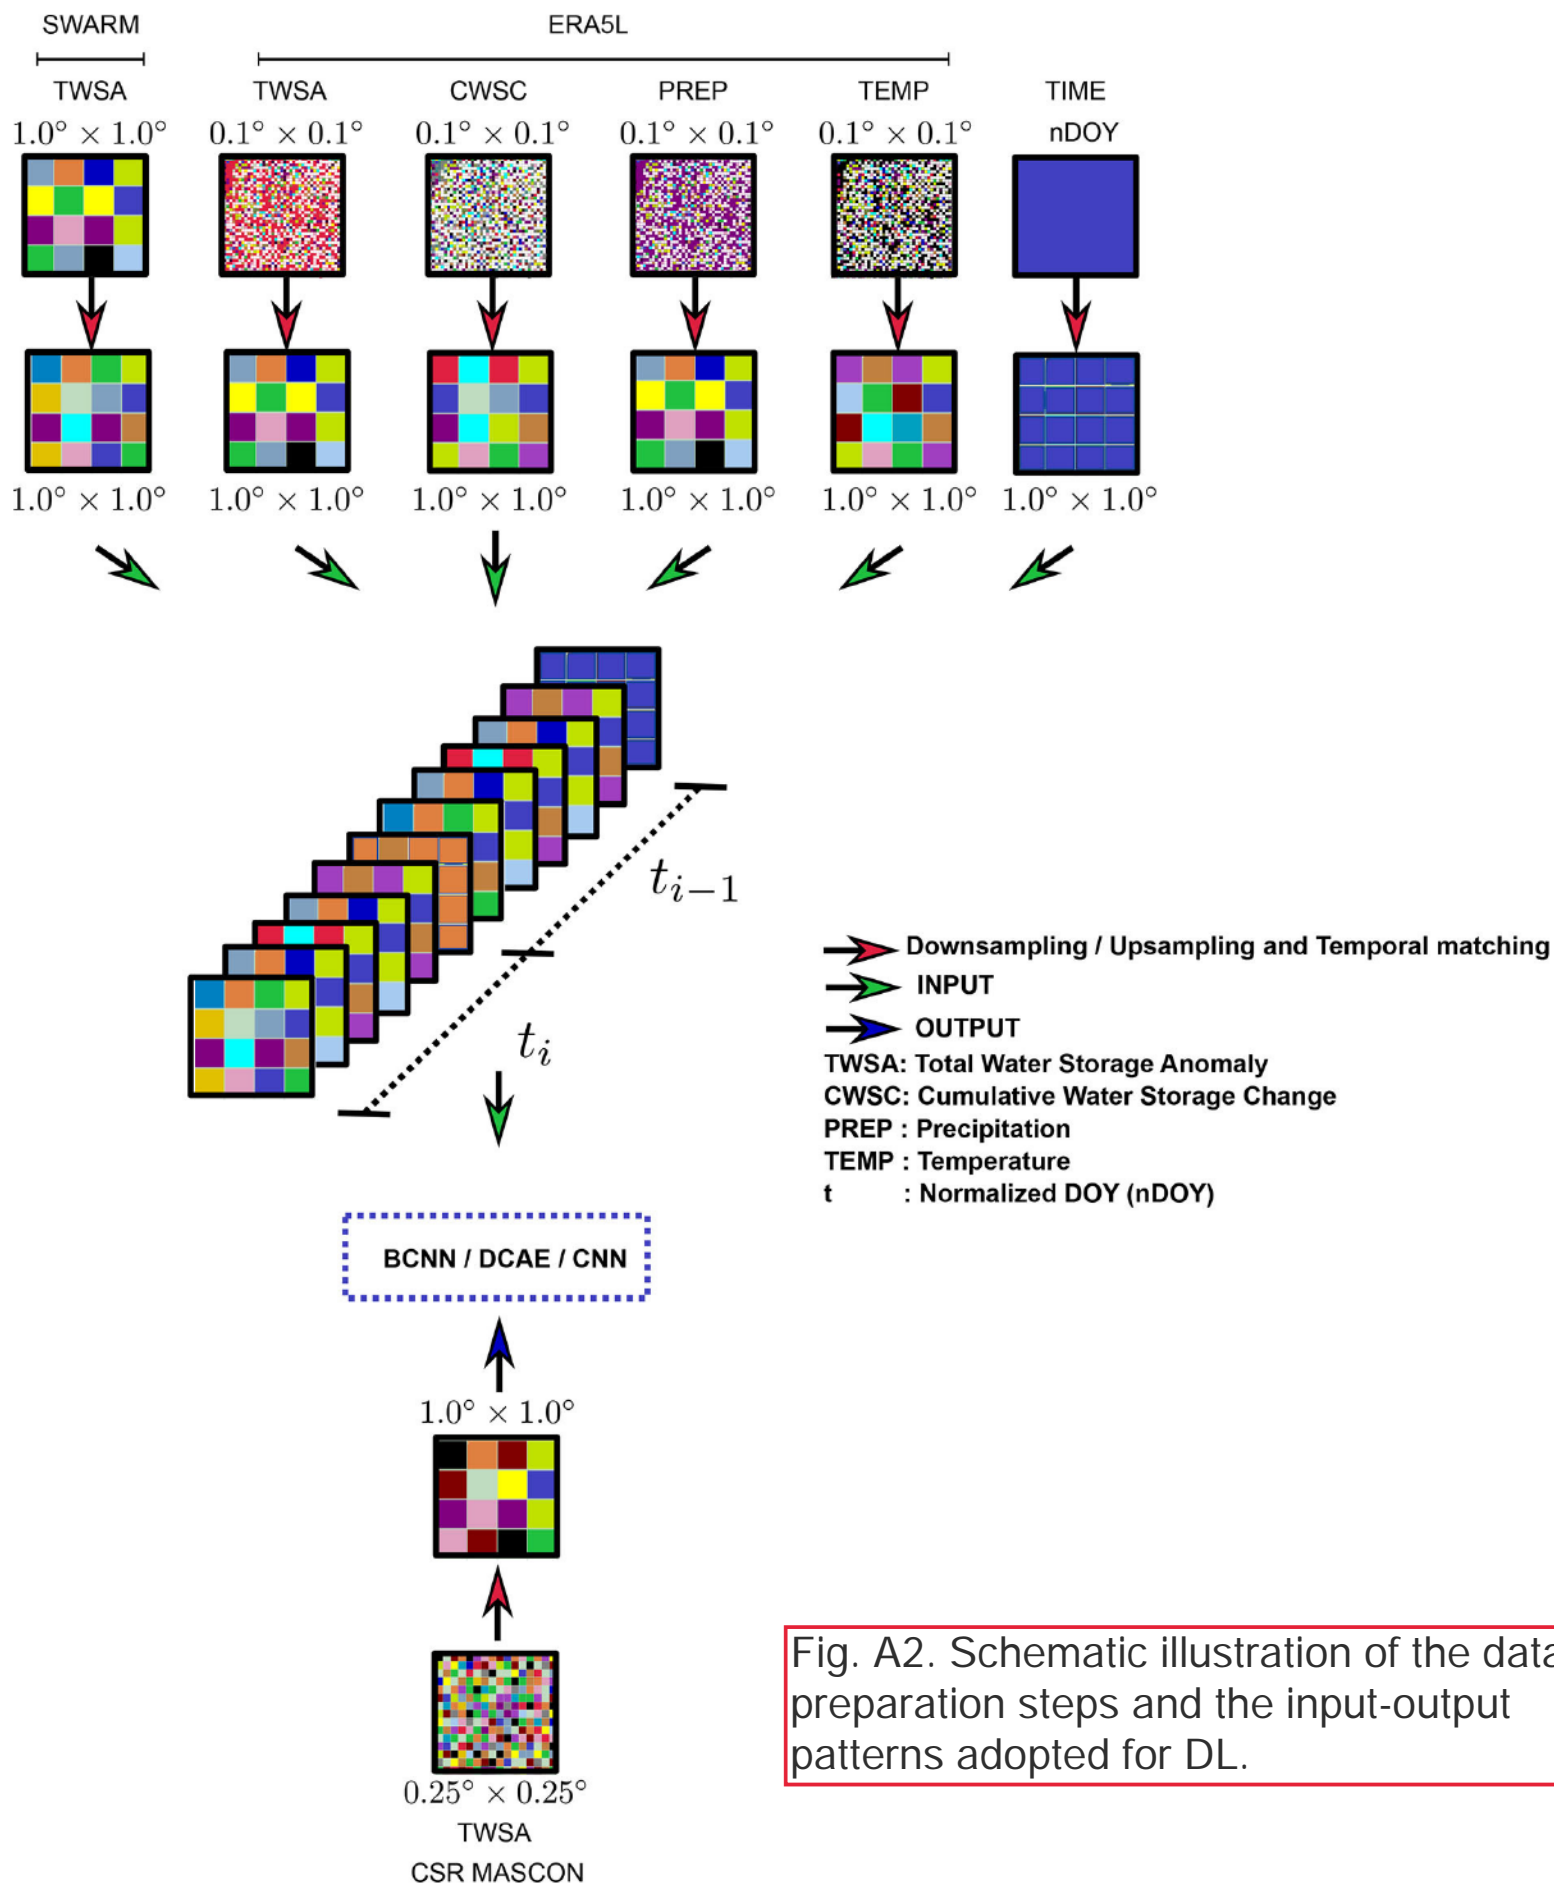 SWARM
ERA5L
TWSA
TWSA
CWSC
PREP
TEMP
TIME
1.0° × 1.0°
0.1° × 0.1°
0.1° × 0.1°
0.1° × 0.1°
0.1° × 0.1°
nDOY
1.0° × 1.0°
1.0° × 1.0°
1.0° × 1.0°
1.0° × 1.0°
1.0° × 1.0°
1.0° × 1.0°
t_{i−1}
t_i
Downsampling / Upsampling and Temporal matching
INPUT
OUTPUT
TWSA: Total Water Storage Anomaly
CWSC: Cumulative Water Storage Change
PREP : Precipitation
TEMP : Temperature
t : Normalized DOY (nDOY)
BCNN / DCAE / CNN
1.0° × 1.0°
0.25° × 0.25°
TWSA
CSR MASCON
Fig. A2. Schematic illustration of the data
preparation steps and the input-output
patterns adopted for DL.